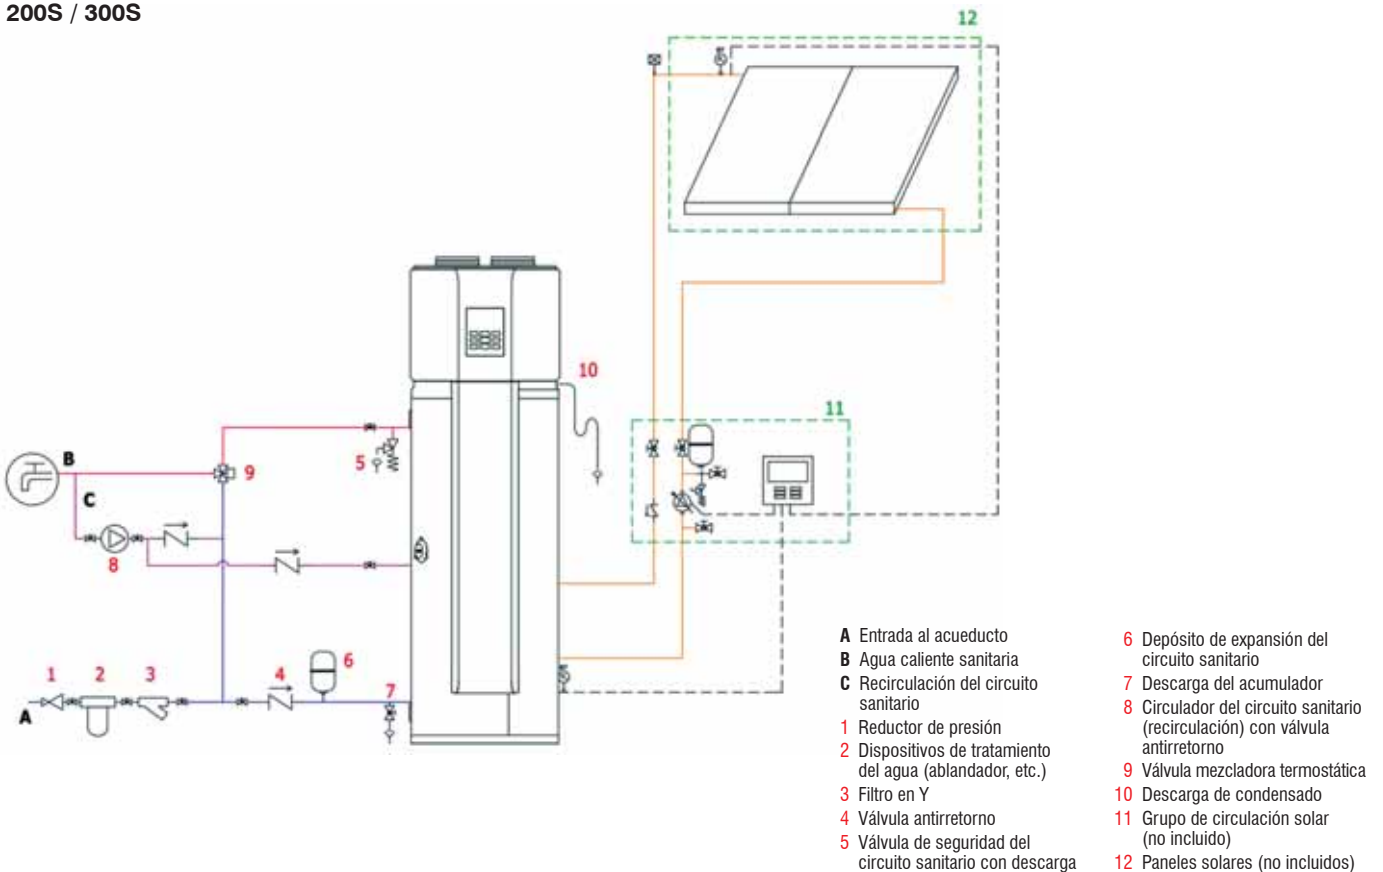 200S / 300S
12
10
11
B
9
5
C
8
1
2
3
4
6
7
A
A Entrada al acueducto
B Agua caliente sanitaria
C Recirculación del circuito
sanitario
1 Reductor de presión
2 Dispositivos de tratamiento
del agua (ablandador, etc.)
3 Filtro en Y
4 Válvula antirretorno
5 Válvula de seguridad del
circuito sanitario con descarga
6 Depósito de expansión del
circuito sanitario
7 Descarga del acumulador
8 Circulador del circuito sanitario
(recirculación) con válvula
antirretorno
9 Válvula mezcladora termostática
10 Descarga de condensado
11 Grupo de circulación solar
(no incluido)
12 Paneles solares (no incluidos)